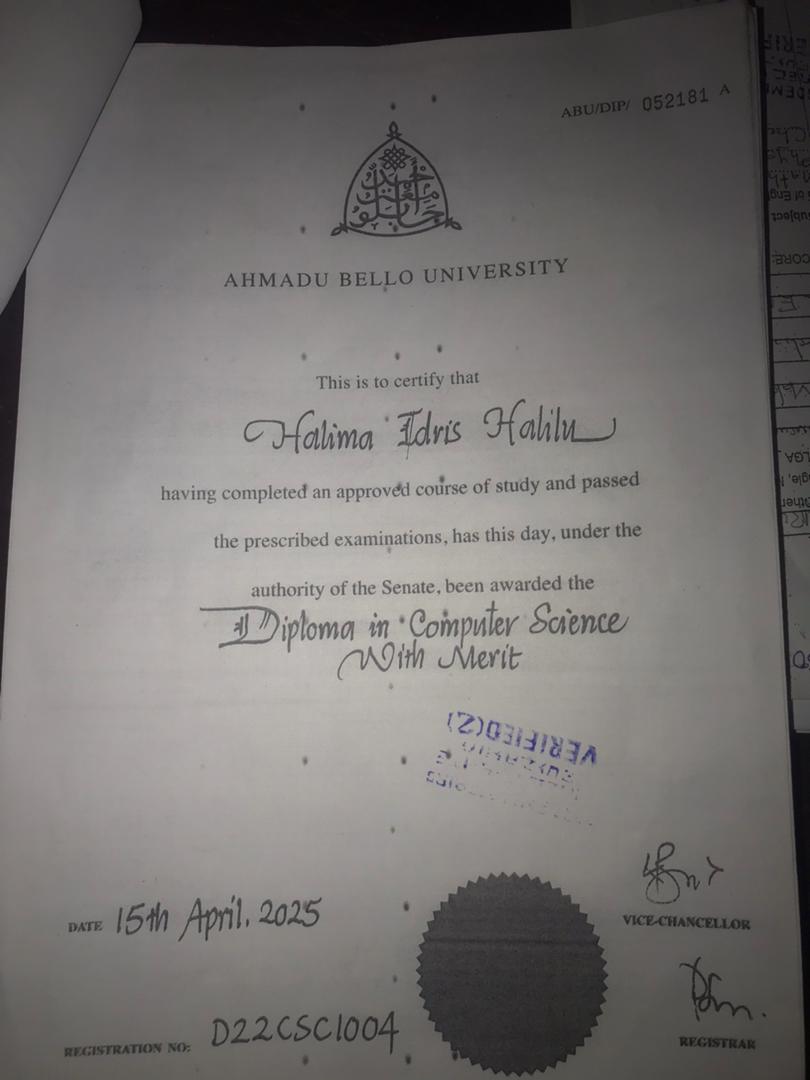 ABU/DIP/ 052181 A
AHMADU BELLO UNIVERSITY
This is to certify that
Halima Idris Halilu
having completed an approved course of study and passed
the prescribed examinations, has this day, under the
authority of the Senate, been awarded the
Diploma in Computer Science
With Merit
VERIFIED(Z)
DATE 15th April. 2025
VICE-CHANCELLOR
REGISTRATION NO: D22CSC1004
REGISTRAR